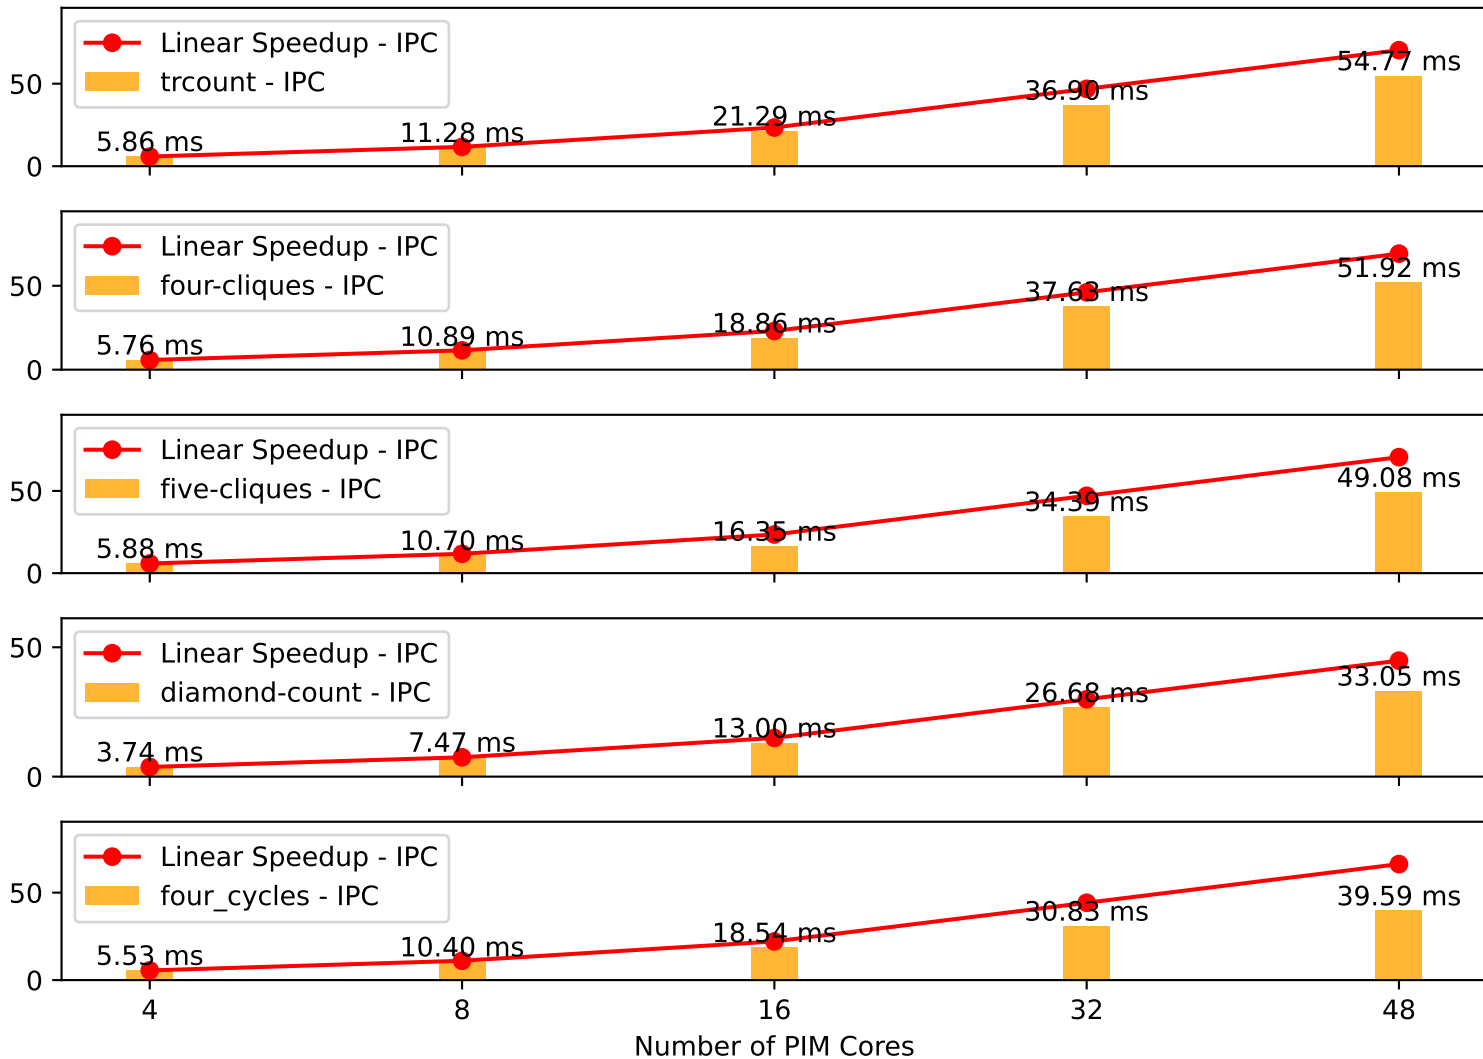 Linear Speedup - IPC
trcount - IPC
50
0
5.86 ms
11.28 ms
21.29 ms
36.90 ms
54.77 ms
Linear Speedup - IPC
four-cliques - IPC
50
0
5.76 ms
10.89 ms
18.86 ms
37.63 ms
51.92 ms
Linear Speedup - IPC
five-cliques - IPC
50
0
5.88 ms
10.70 ms
16.35 ms
34.39 ms
49.08 ms
Linear Speedup - IPC
diamond-count - IPC
50
0
3.74 ms
7.47 ms
13.00 ms
26.68 ms
33.05 ms
Linear Speedup - IPC
four_cycles - IPC
50
0
5.53 ms
10.40 ms
18.54 ms
30.83 ms
39.59 ms
4 8 16 32 48
Number of PIM Cores